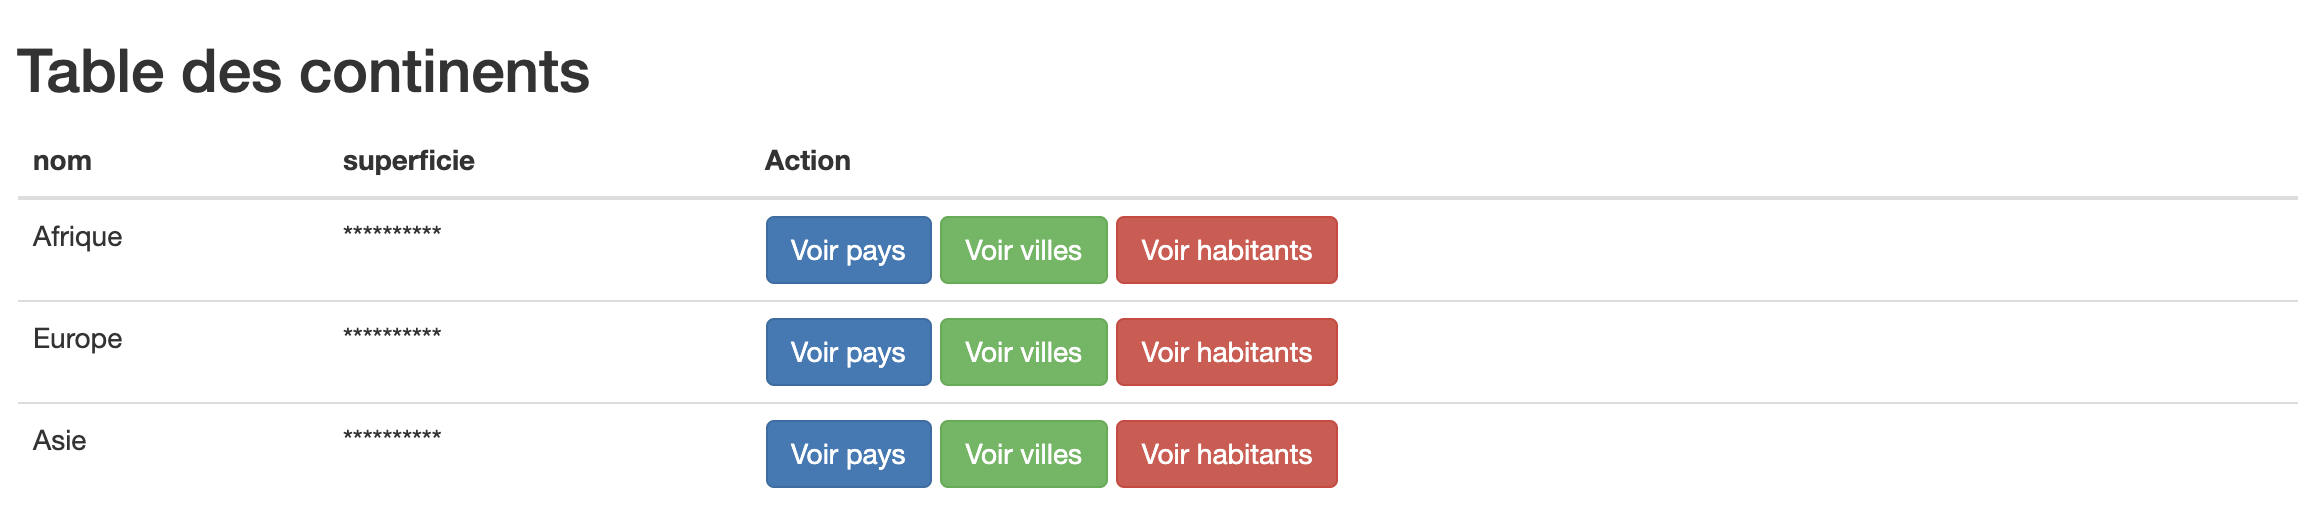 Table des continents
nom superficie Action
Afrique ********** Voir pays Voir villes Voir habitants
Europe ********** Voir pays Voir villes Voir habitants
Asie ********** Voir pays Voir villes Voir habitants